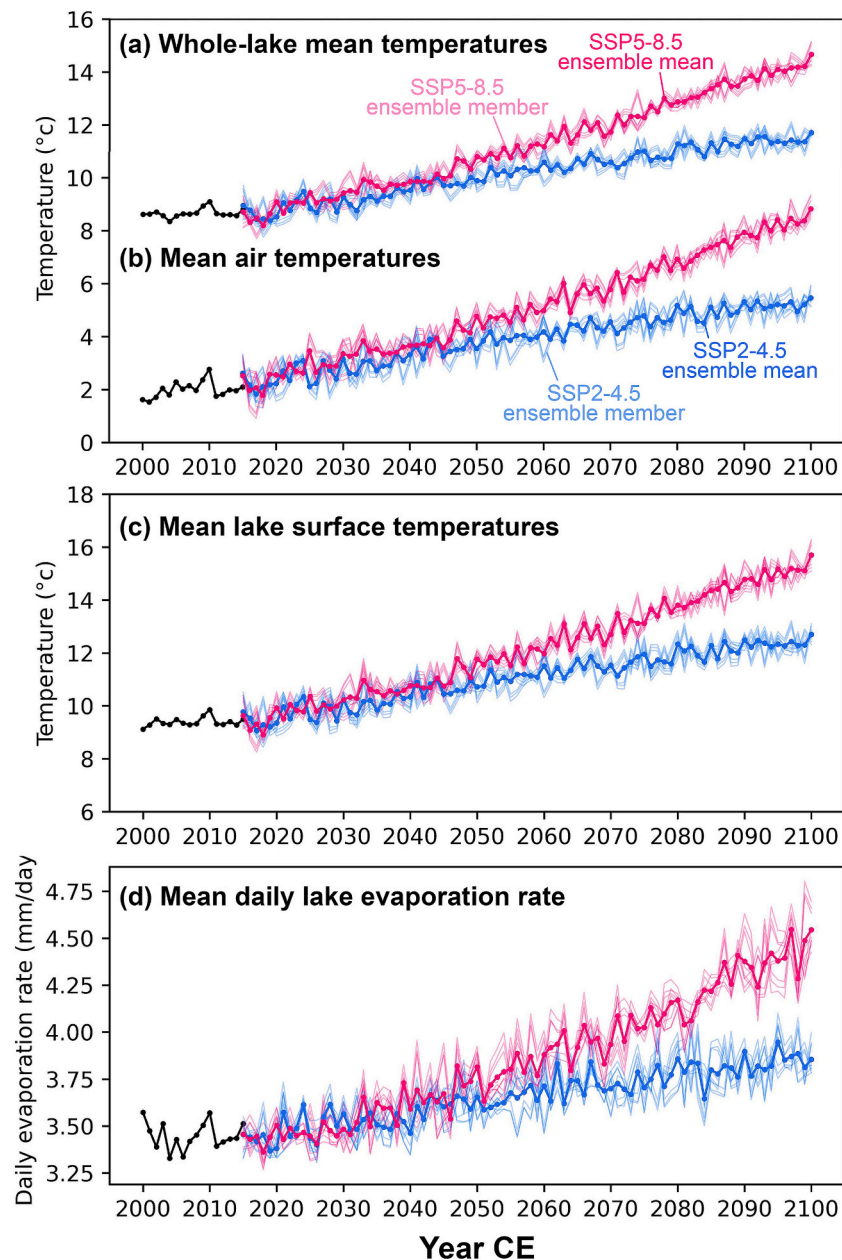 16
14
12
10
8
6
4
2
0
Temperature (°c)
(a) Whole-lake mean temperatures
SSP5-8.5
ensemble mean
SSP5-8.5
ensemble member
(b) Mean air temperatures
SSP2-4.5
ensemble mean
SSP2-4.5
ensemble member
2000 2010 2020 2030 2040 2050 2060 2070 2080 2090 2100
18
16
14
12
10
8
6
Temperature (°c)
(c) Mean lake surface temperatures
2000 2010 2020 2030 2040 2050 2060 2070 2080 2090 2100
4.75
4.50
4.25
4.00
3.75
3.50
3.25
Daily evaporation rate (mm/day)
(d) Mean daily lake evaporation rate
2000 2010 2020 2030 2040 2050 2060 2070 2080 2090 2100
Year CE